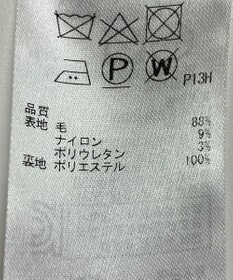 P W P13H
品質
表地 毛 88%
ナイロン 9%
ポリウレタン 3%
裏地 ポリエステル 100%